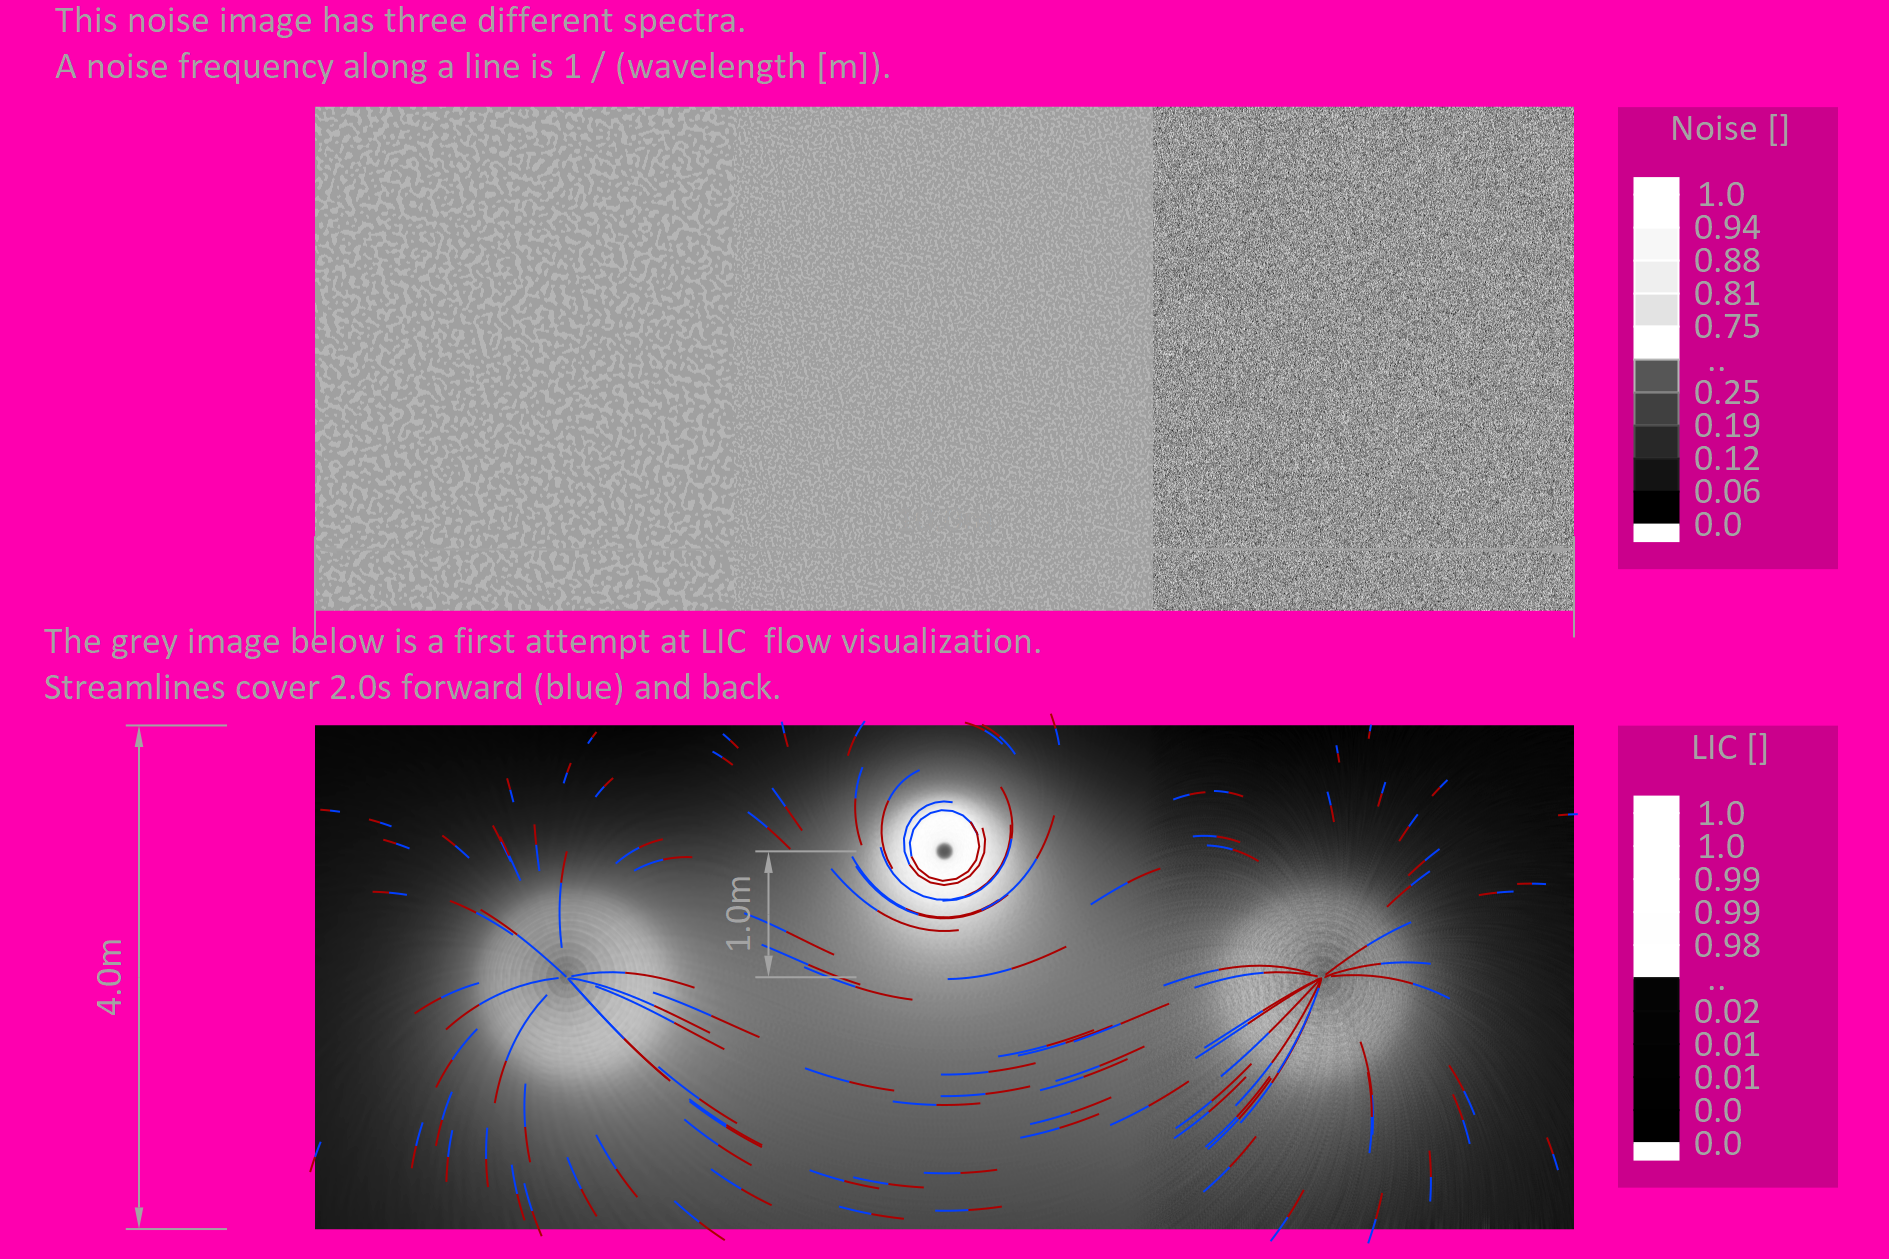 This noise image has three different spectra.
A noise frequency along a line is 1 / (wavelength [m]).
Noise []
1.0
0.94
0.88
0.81
0.75
..
0.25
0.19
0.12
0.06
0.0
The grey image below is a first attempt at LIC  flow visualization.
Streamlines cover 2.0s forward (blue) and back.
4.0m
1.0m
LIC []
1.0
1.0
0.99
0.99
0.98
..
0.02
0.01
0.01
0.0
0.0